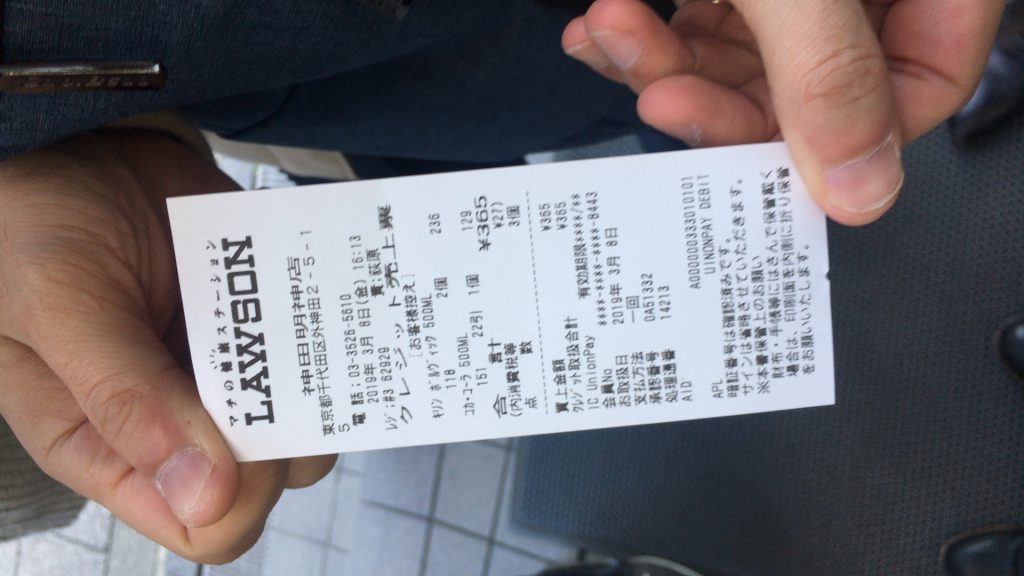 マチの健康ステーション
LAWSON
神田明神店
東京都千代田区外神田2-5-1
5
電話:03-3526-5610
2019年 3月 8日(金) 16:13
レジ:#3 62929 責:萩原
クレジット売上票
[お客様控え]
キリン ボルヴィック 500ML
118 2個 236
コカ・コーラ 500ML
151 22引 1個 129
合 計 ¥365
(内消費税等 ¥27)
点 数 3個
買上金額 ¥365
クレジット取扱合計 ¥365
IC UnionPay 有効期限**/**
会員No ****-****-****-8443
お取扱日 2019年 3月 8日
支払方法 一回
承認番号 0A51332
処理通番 14213
AID A0000003330101
APL UINONPAY DEBIT
暗証番号は確認済みです。
サインは省略させていただきます。
※本書保管上のお願い
財布・手帳等にはさんで保管戴く
場合は、印刷面を内側に折り保管
をお願いいたします。